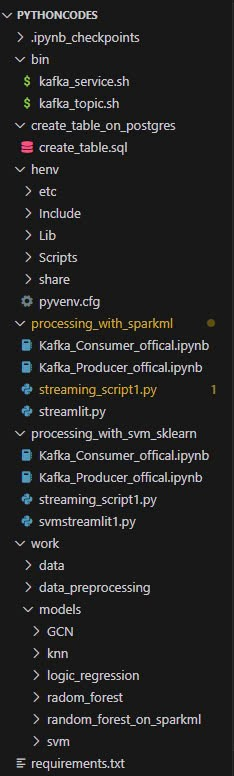 PYTHONCODES
.ipynb_checkpoints
bin
$ kafka_service.sh
$ kafka_topic.sh
create_table_on_postgres
create_table.sql
henv
etc
Include
Lib
Scripts
share
pyvenv.cfg
processing_with_sparkml
Kafka_Consumer_offical.ipynb
Kafka_Producer_offical.ipynb
streaming_script1.py 1
streamlit.py
processing_with_svm_sklearn
Kafka_Consumer_offical.ipynb
Kafka_Producer_offical.ipynb
streaming_script1.py
svmstreamlit1.py
work
data
data_preprocessing
models
GCN
knn
logic_regression
radom_forest
random_forest_on_sparkml
svm
requirements.txt